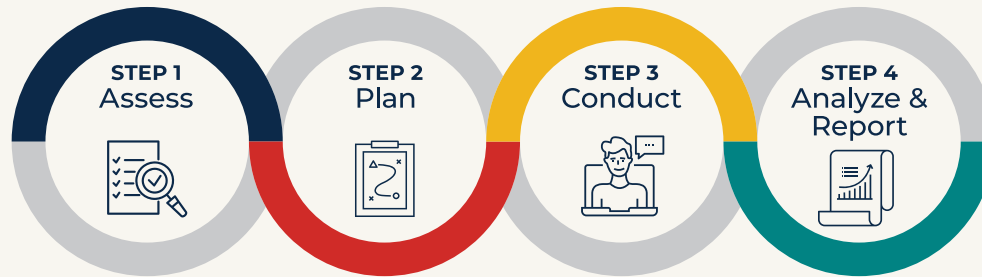 STEP 1
Assess
STEP 2
Plan
STEP 3
Conduct
STEP 4
Analyze &
Report